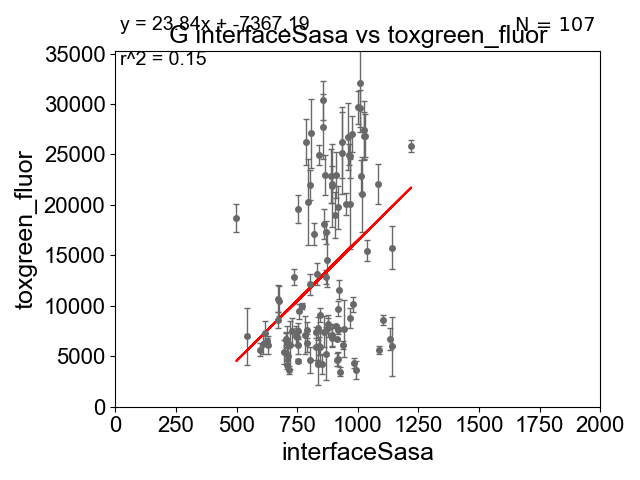 y = 23.84x + -7367.19
N = 107
G interfaceSasa vs toxgreen_fluor
r^2 = 0.15
35000
30000
25000
20000
15000
10000
5000
0
toxgreen_fluor
0 250 500 750 1000 1250 1500 1750 2000
interfaceSasa